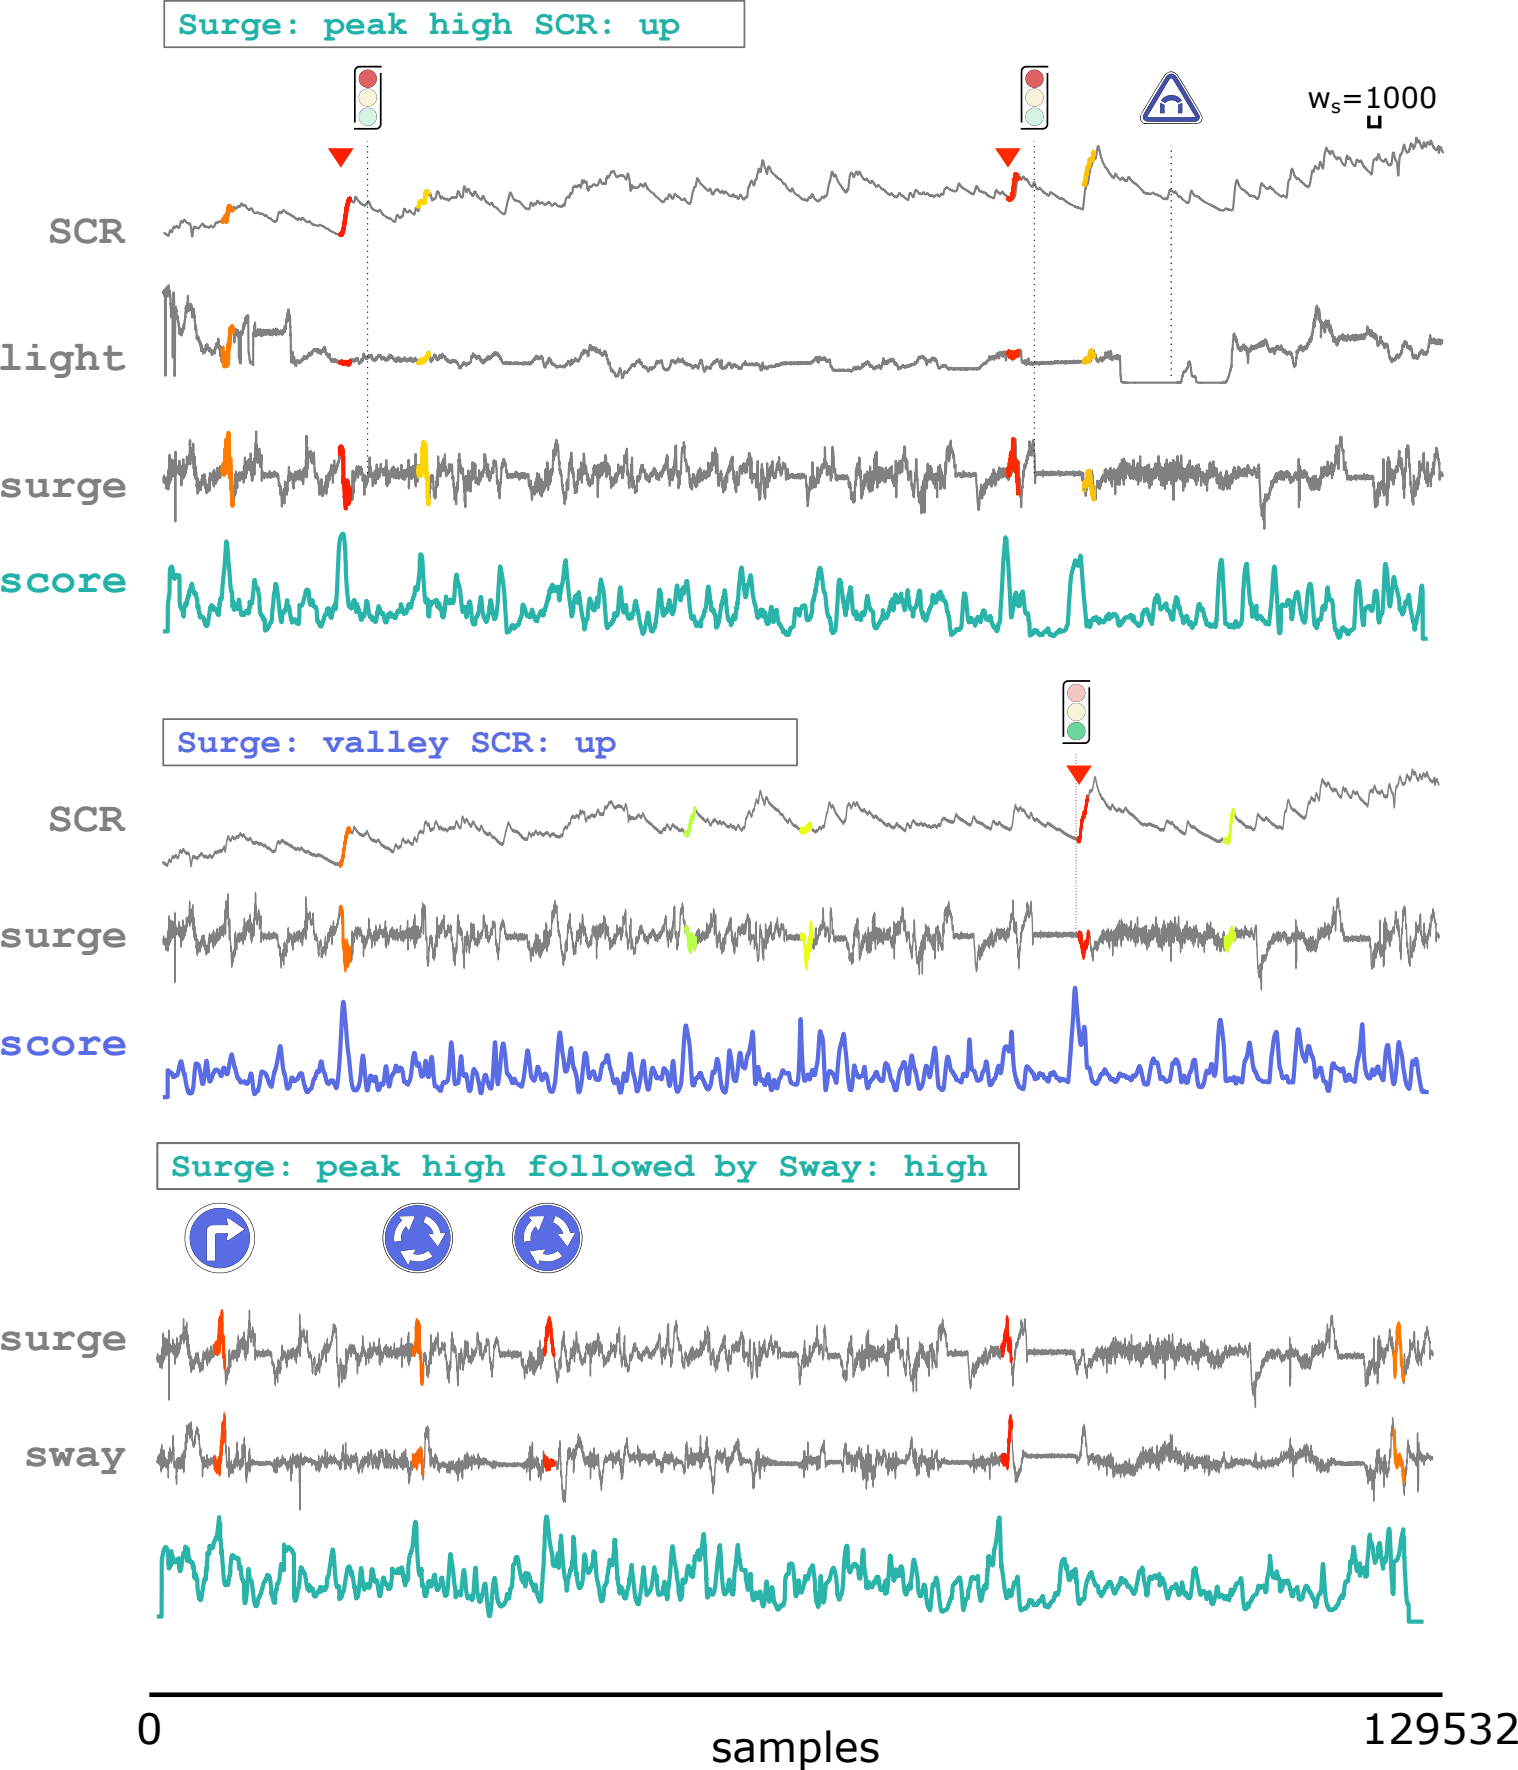 Surge: peak high SCR: up
wₛ=1000
SCR
light
surge
score
Surge: valley SCR: up
SCR
surge
score
Surge: peak high followed by Sway: high
surge
sway
0
samples
129532